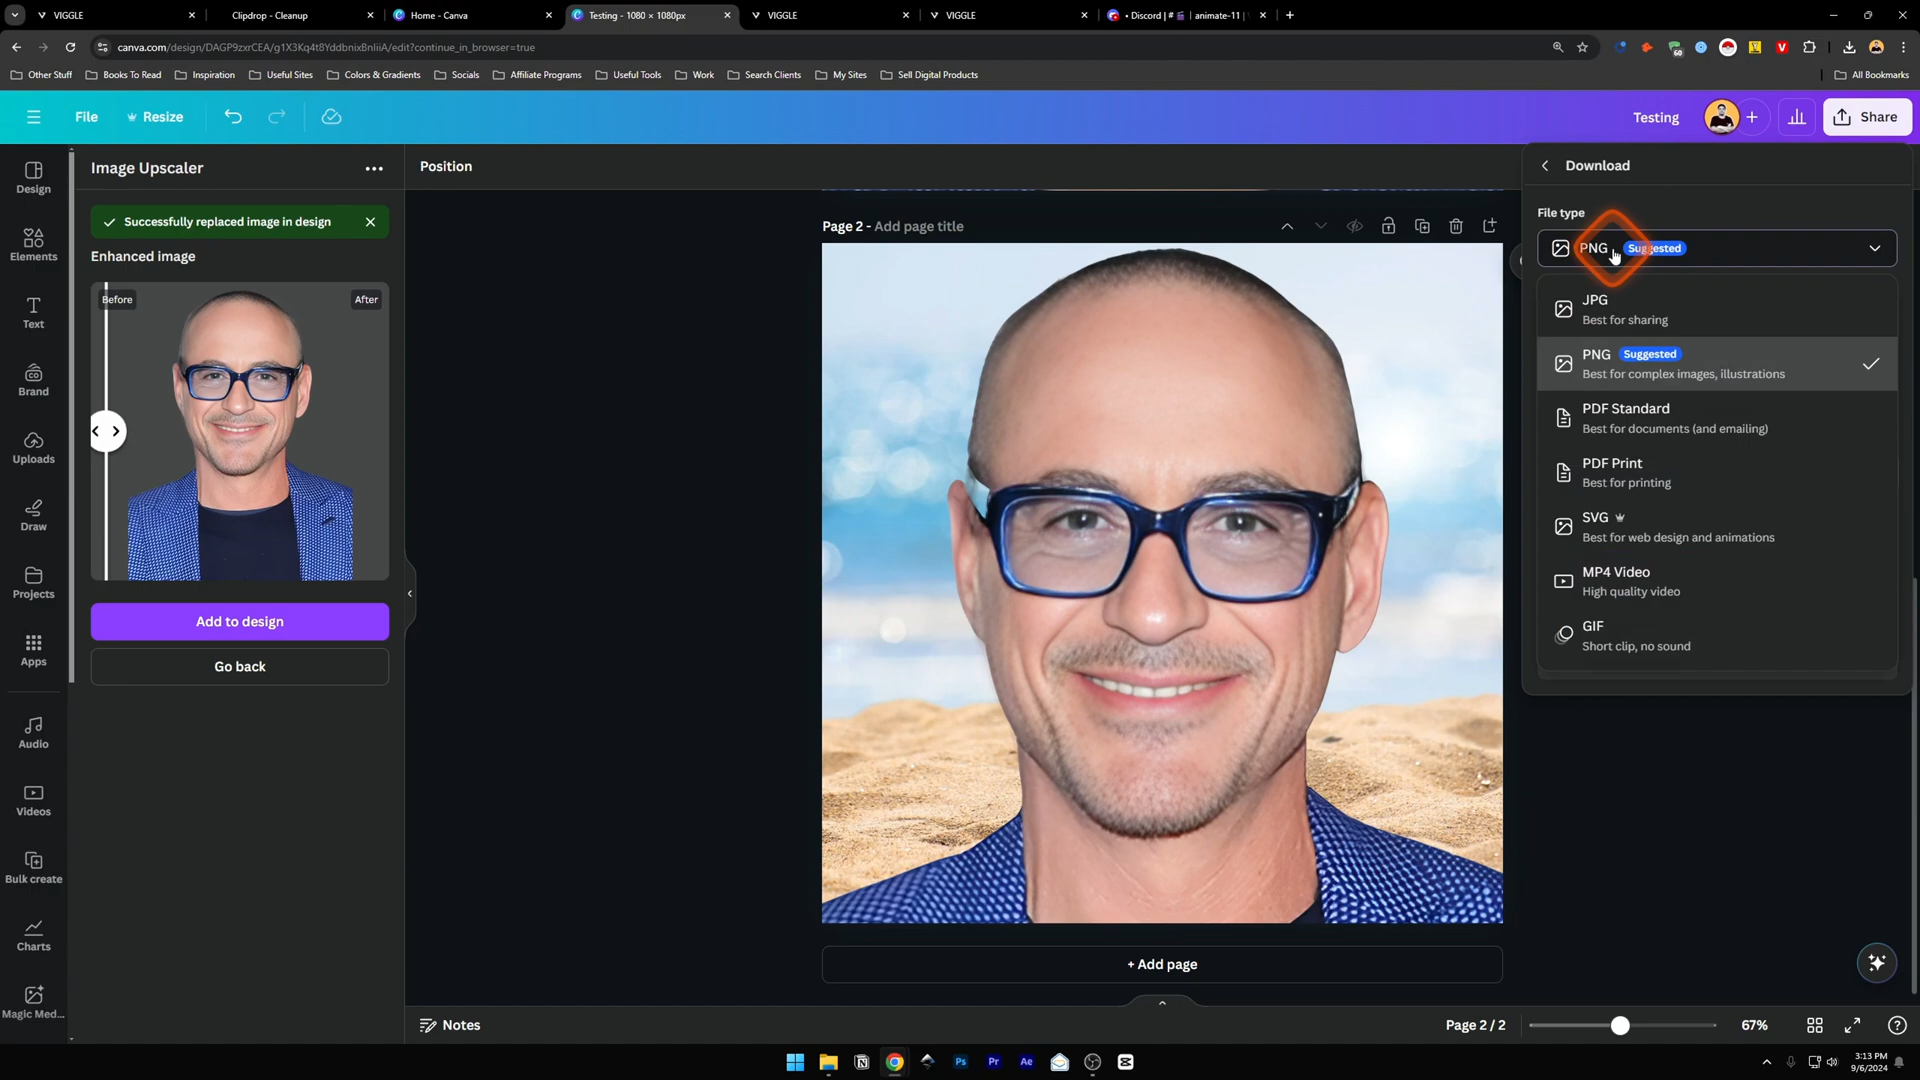 VIGGLE
Clipdrop - Cleanup
Home - Canva
Testing - 1080 × 1080px
VIGGLE
VIGGLE
• Discord | # | animate-11 |
canva.com/design/DAGP9zxrCEA/g1X3Kq4t8YddbnixBnIiiA/edit?continue_in_browser=true
Other Stuff
Books To Read
Inspiration
Useful Sites
Colors & Gradients
Socials
Affiliate Programs
Useful Tools
Work
Search Clients
My Sites
Sell Digital Products
All Bookmarks
File
Resize
Testing
Share
Design
Elements
Text
Brand
Uploads
Draw
Projects
Apps
Audio
Videos
Bulk create
Charts
Magic Med...
Image Upscaler
Successfully replaced image in design
Enhanced image
Before
After
Add to design
Go back
Position
Page 2 - Add page title
+ Add page
Notes
Page 2 / 2
67%
Download
File type
PNG Suggested
JPG
Best for sharing
PNG Suggested
Best for complex images, illustrations
PDF Standard
Best for documents (and emailing)
PDF Print
Best for printing
SVG
Best for web design and animations
MP4 Video
High quality video
GIF
Short clip, no sound
Ps
Pr
Ae
3:13 PM
9/6/2024